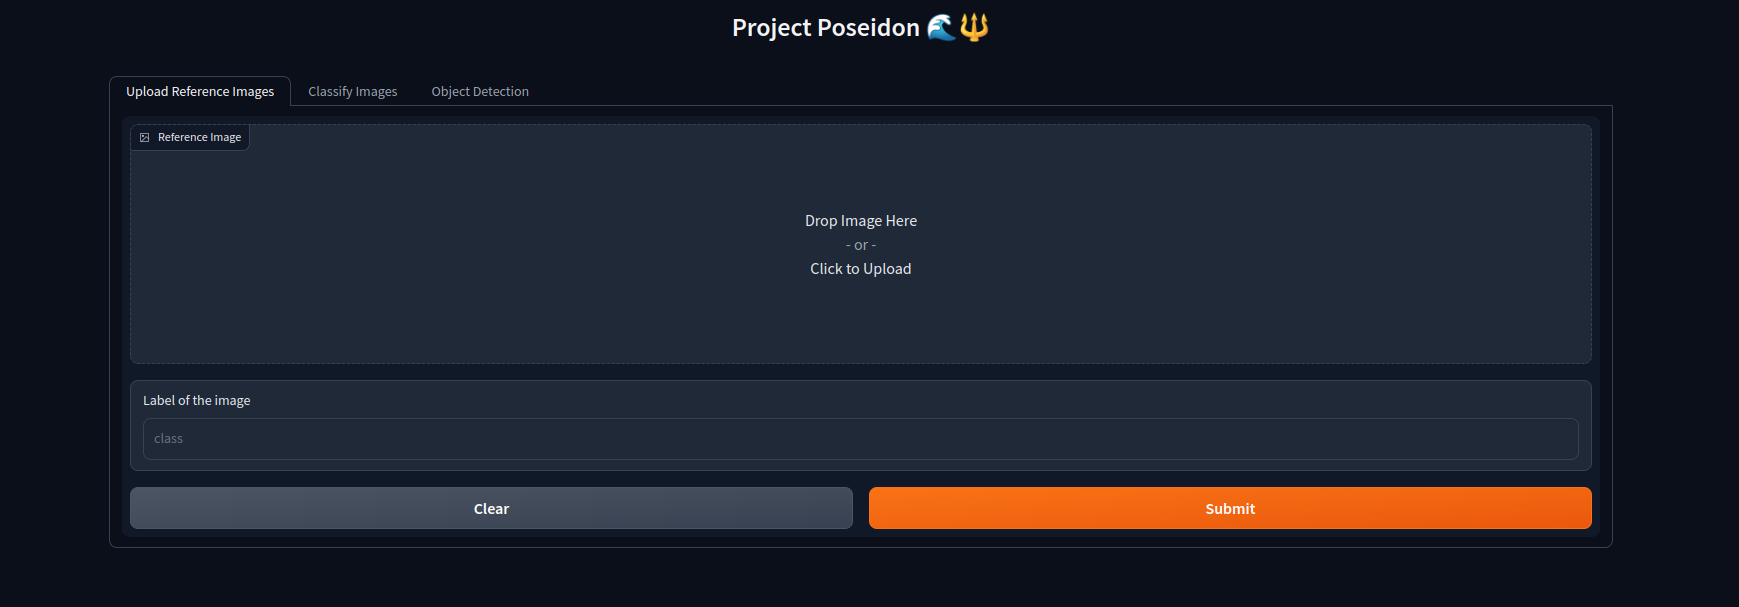 Project Poseidon 🌊🔱
Upload Reference Images
Classify Images
Object Detection
Reference Image
Drop Image Here
- or -
Click to Upload
Label of the image
class
Clear
Submit